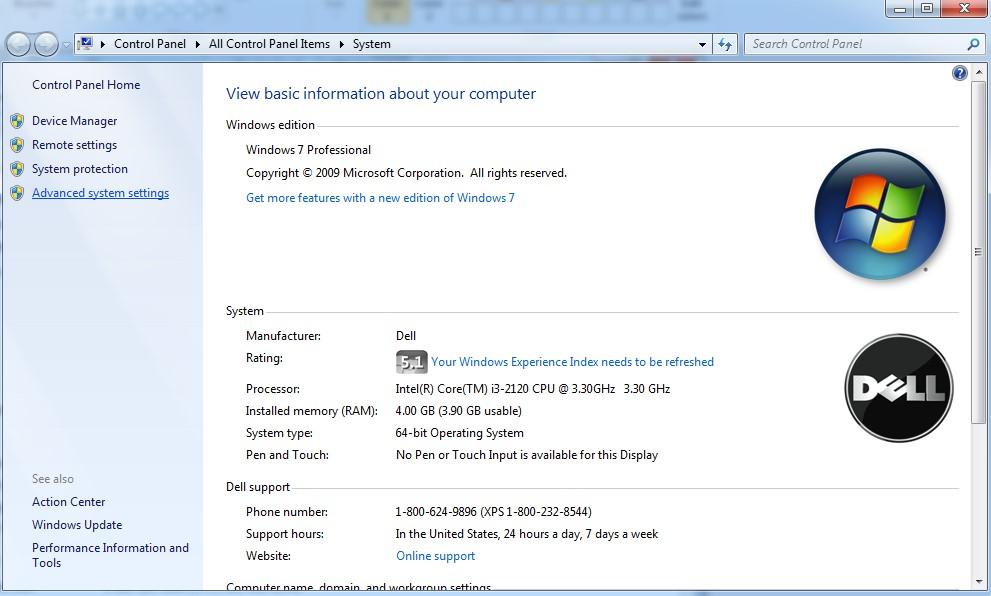 Control Panel
All Control Panel Items
System
Search Control Panel
Control Panel Home
Device Manager
Remote settings
System protection
Advanced system settings
See also
Action Center
Windows Update
Performance Information and
Tools
View basic information about your computer
Windows edition
Windows 7 Professional
Copyright © 2009 Microsoft Corporation.  All rights reserved.
Get more features with a new edition of Windows 7
System
Manufacturer: Dell
Rating: 5.1 Your Windows Experience Index needs to be refreshed
Processor: Intel(R) Core(TM) i3-2120 CPU @ 3.30GHz  3.30 GHz
Installed memory (RAM): 4.00 GB (3.90 GB usable)
System type: 64-bit Operating System
Pen and Touch: No Pen or Touch Input is available for this Display
DELL
Dell support
Phone number: 1-800-624-9896 (XPS 1-800-232-8544)
Support hours: In the United States, 24 hours a day, 7 days a week
Website: Online support
Computer name, domain, and workgroup settings